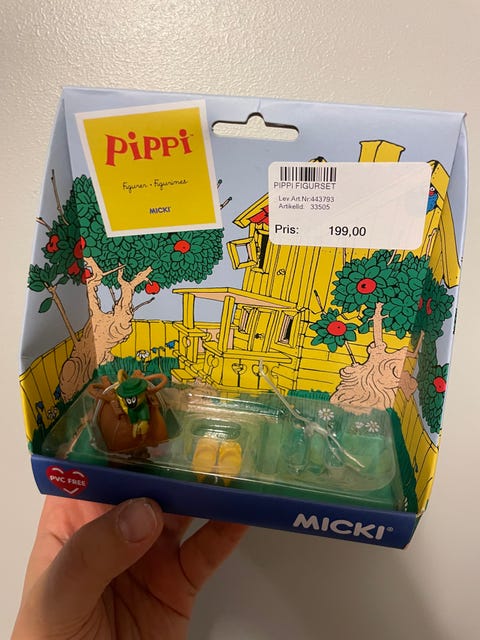 PiPPi
Figurer • Figurines
MICKI
PIPPI FIGURSET
Lev.Art.Nr:443793
ArtikelId. 33505
Pris: 199,00
PVC FREE
MICKI